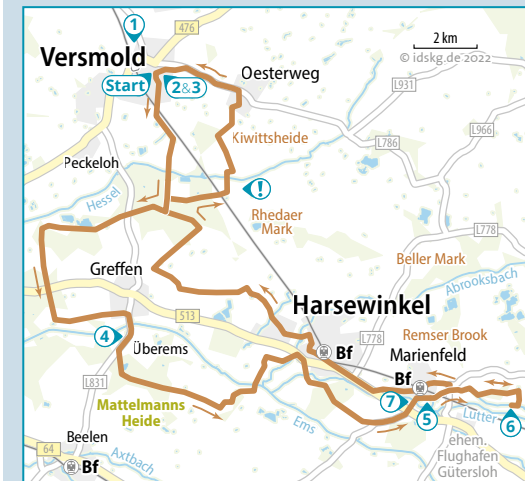 1
476
2 km
Versmold
© idskg.de 2022
Oesterweg
Start
2&3
L931
L966
Kiwittsheide
L786
Peckeloh
!
Hessel
Rhedaer
Mark
L778
Beller Mark
Greffen
Abrooksbach
Harsewinkel
513
L778
Remser Brook
4
Überems
Bf
Marienfeld
Bf
L831
Mattelmanns
Heide
7
5
Lutter
6
Ems
Beelen
ehem.
Flughafen
Gütersloh
64
Axtbach
Bf